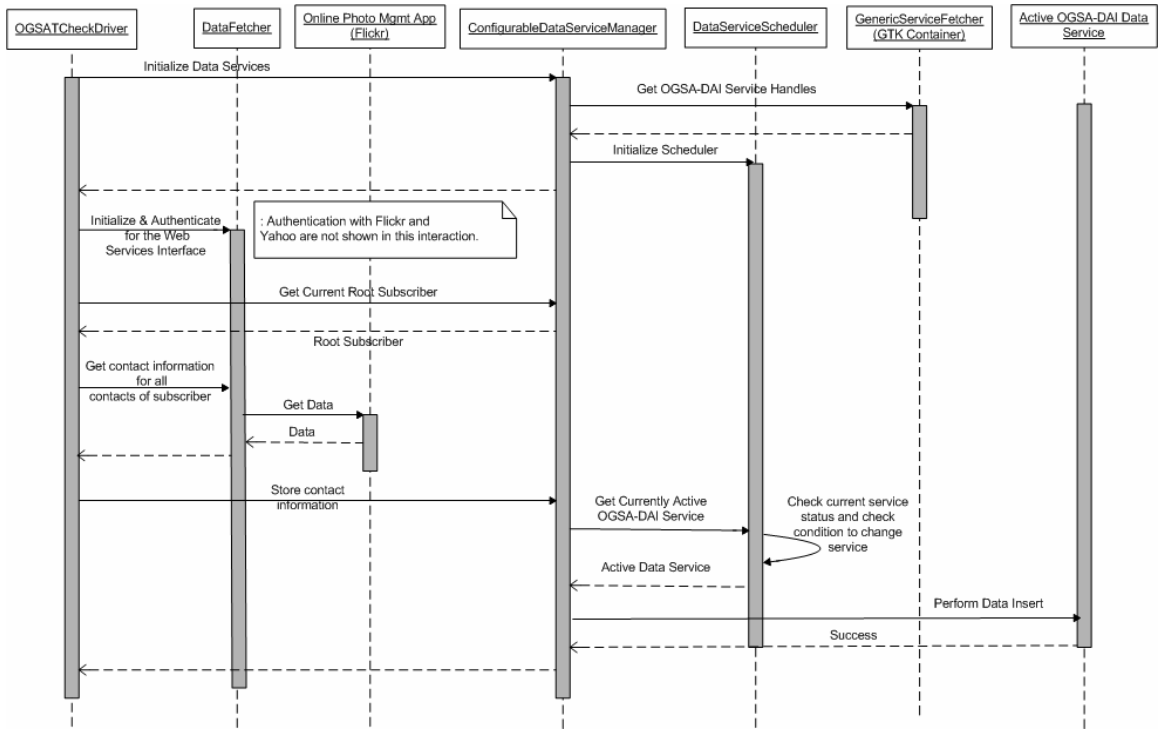 OGSATCheckDriver
DataFetcher
Online Photo Mgmt App
(Flickr)
ConfigurableDataServiceManager
DataServiceScheduler
GenericServiceFetcher
(GTK Container)
Active OGSA-DAI Data
Service
Initialize Data Services
Get OGSA-DAI Service Handles
Initialize Scheduler
Initialize & Authenticate
for the Web
Services Interface
: Authentication with Flickr and
Yahoo are not shown in this interaction.
Get Current Root Subscriber
Root Subscriber
Get contact information
for all
contacts of subscriber
Get Data
Data
Store contact
information
Get Currently Active
OGSA-DAI Service
Check current service
status and check
condition to change
service
Active Data Service
Perform Data Insert
Success